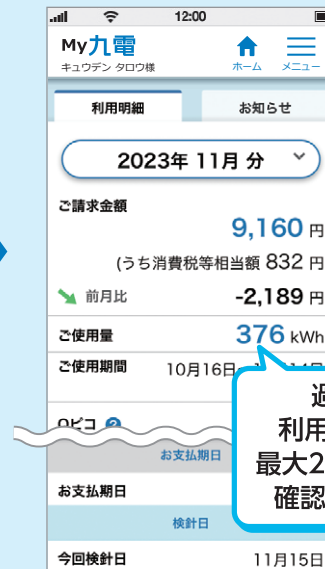 12:00
My九電
キュウデン タロウ様
ホーム メニュー
利用明細 お知らせ
2023年 11月 分
ご請求金額
9,160 円
(うち消費税等相当額 832 円
前月比 -2,189 円
ご使用量 376 kWh
ご使用期間 10月16日
過
利用
最大2
確認
お支払期日
お支払期日
検針日
今回検針日 11月15日